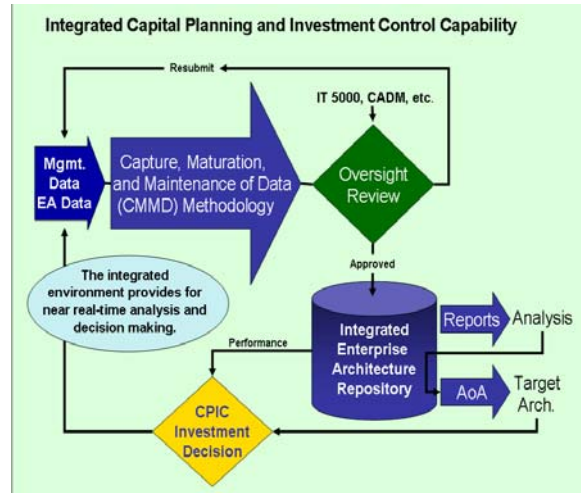 Integrated Capital Planning and Investment Control Capability
Resubmit
IT 5000, CADM, etc.
Mgmt.
Data
EA Data
Capture, Maturation,
and Maintenance of Data
(CMMD) Methodology
Oversight
Review
Approved
The integrated
environment provides for
near real-time analysis and
decision making.
Performance
Integrated
Enterprise
Architecture
Repository
Reports
Analysis
AoA
Target
Arch.
CPIC
Investment
Decision